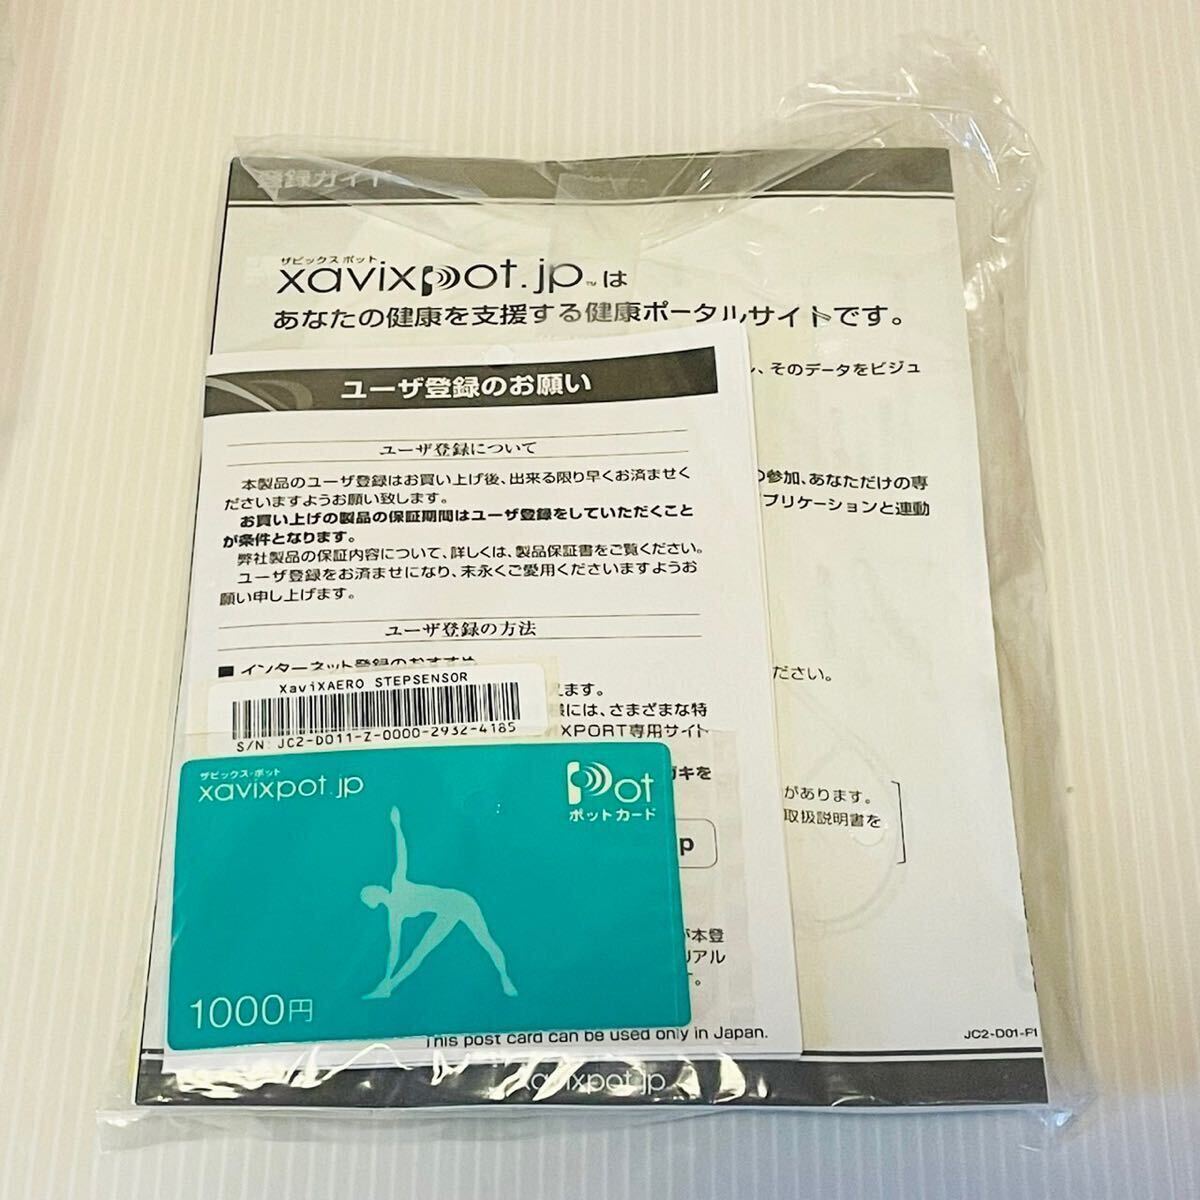 登録ガイド
ザビックス ポット
xavixpot.jp™は
あなたの健康を支援する健康ポータルサイトです。
、そのデータをビジュ
の参加、あなただけの専
プリケーションと連動
ださい。
があります。
取扱説明書を
JC2-D01-F1
xavixpot.jp
ユーザ登録のお願い
ユーザ登録について
本製品のユーザ登録はお買い上げ後、出来る限り早くお済ませく
ださいますようお願い致します。
お買い上げの製品の保証期間はユーザ登録をしていただくこと
が条件となります。
弊社製品の保証内容について、詳しくは、製品保証書をご覧ください。
ユーザ登録をお済ませになり、末永くご愛用くださいますようお
願い申し上げます。
ユーザ登録の方法
■ インターネット登録のおすすめ
えます。
様には、さまざまな特
XPORT専用サイト
ガキを
p
が本登
リアル
す。
This post card can be used only in Japan.
XaviXAERO STEPSENSOR
S/N: JC2-D011-Z-0000-2932-4185
ザビックス・ポット
xavixpot.jp
Pot
ポットカード
1000円